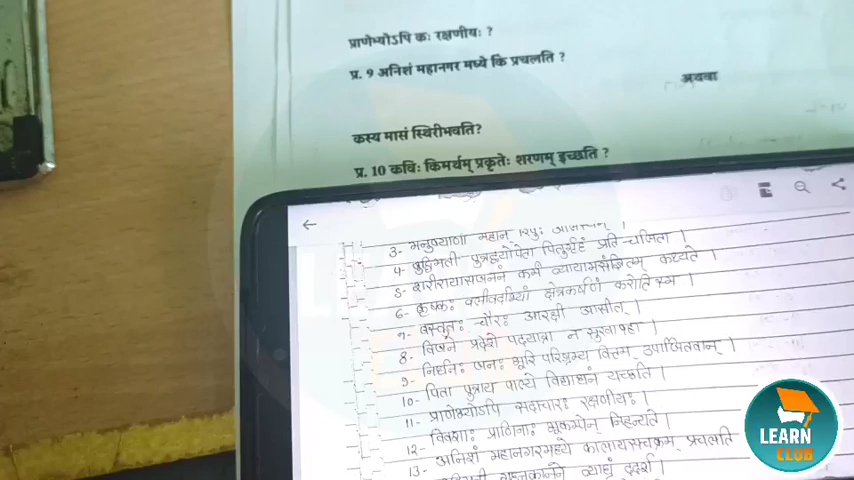 प्राणेभ्योऽपि कः रक्षणीयः ?
प्र. 9 अनिशं महानगर मध्ये किं प्रचलति ?
अथवा
कस्य मासं स्थिरीभवति?
प्र. 10 कविः किमर्थम् प्रकृतेः शरणम् इच्छति ?
3- मनुष्याणां महान रिपुः
4- बुद्धिमती पुत्रद्वयोपेता पितुर्गृहं प्रति चलिता ।
5- शरीरायासजननं कर्म व्यायामसंज्ञितम् कथ्यते
6- कृषकः बलीवर्दाभ्यां क्षेत्रकर्षणं करोति स्म
7- वस्तुतः चौरः आरक्षी आसीत् ।
8- विजने प्रदेशे पदयात्रा न सुखावहा ।
9- निर्धनः जनः भूरि परिश्रम्य वित्तम् उपार्जितवान् ।
10- पिता पुत्राय बाल्ये विद्याधनं यच्छति ।
11- प्राणेभ्योऽपि सदाचारः रक्षणीयः ।
12- विवशाः प्राणिनाः भूकम्पेन् निहन्यते ।
13- अनिशं महानगरमध्ये कालायसचक्रम् प्रचलति
व्याघ्रं ददर्श ।
LEARN
CLUB